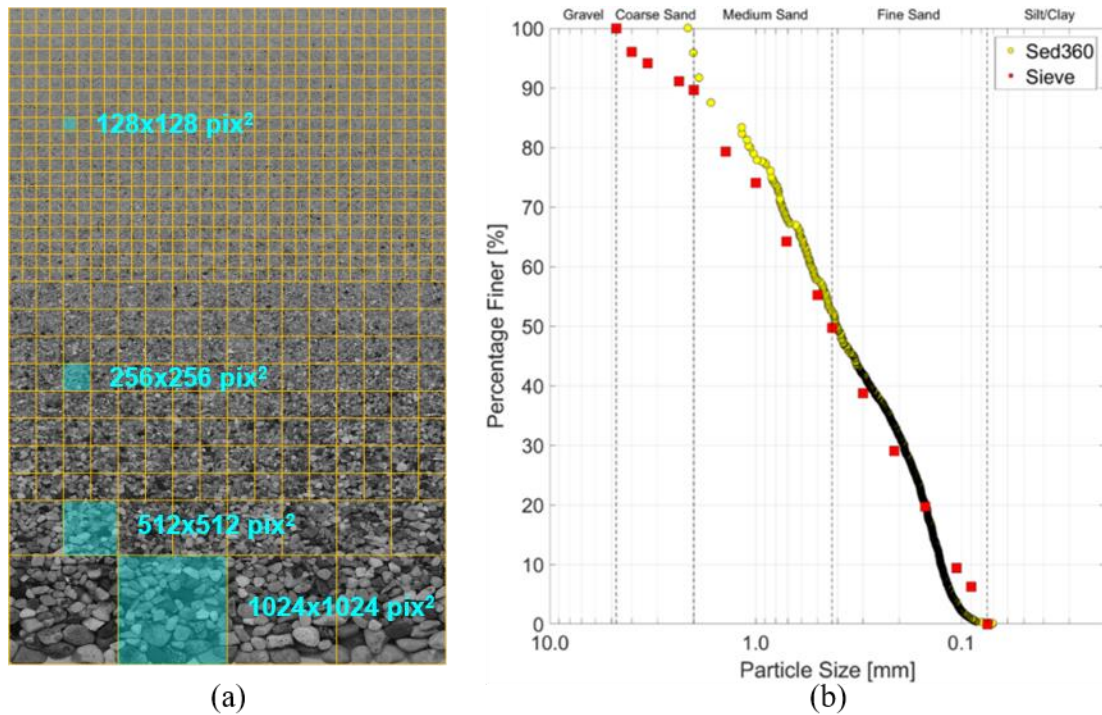 128x128 pix²
256x256 pix²
512x512 pix²
1024x1024 pix²
(a)
Gravel Coarse Sand Medium Sand Fine Sand Silt/Clay
Sed360
Sieve
100
90
80
70
60
50
40
30
20
10
0
Percentage Finer [%]
10.0 1.0 0.1
Particle Size [mm]
(b)